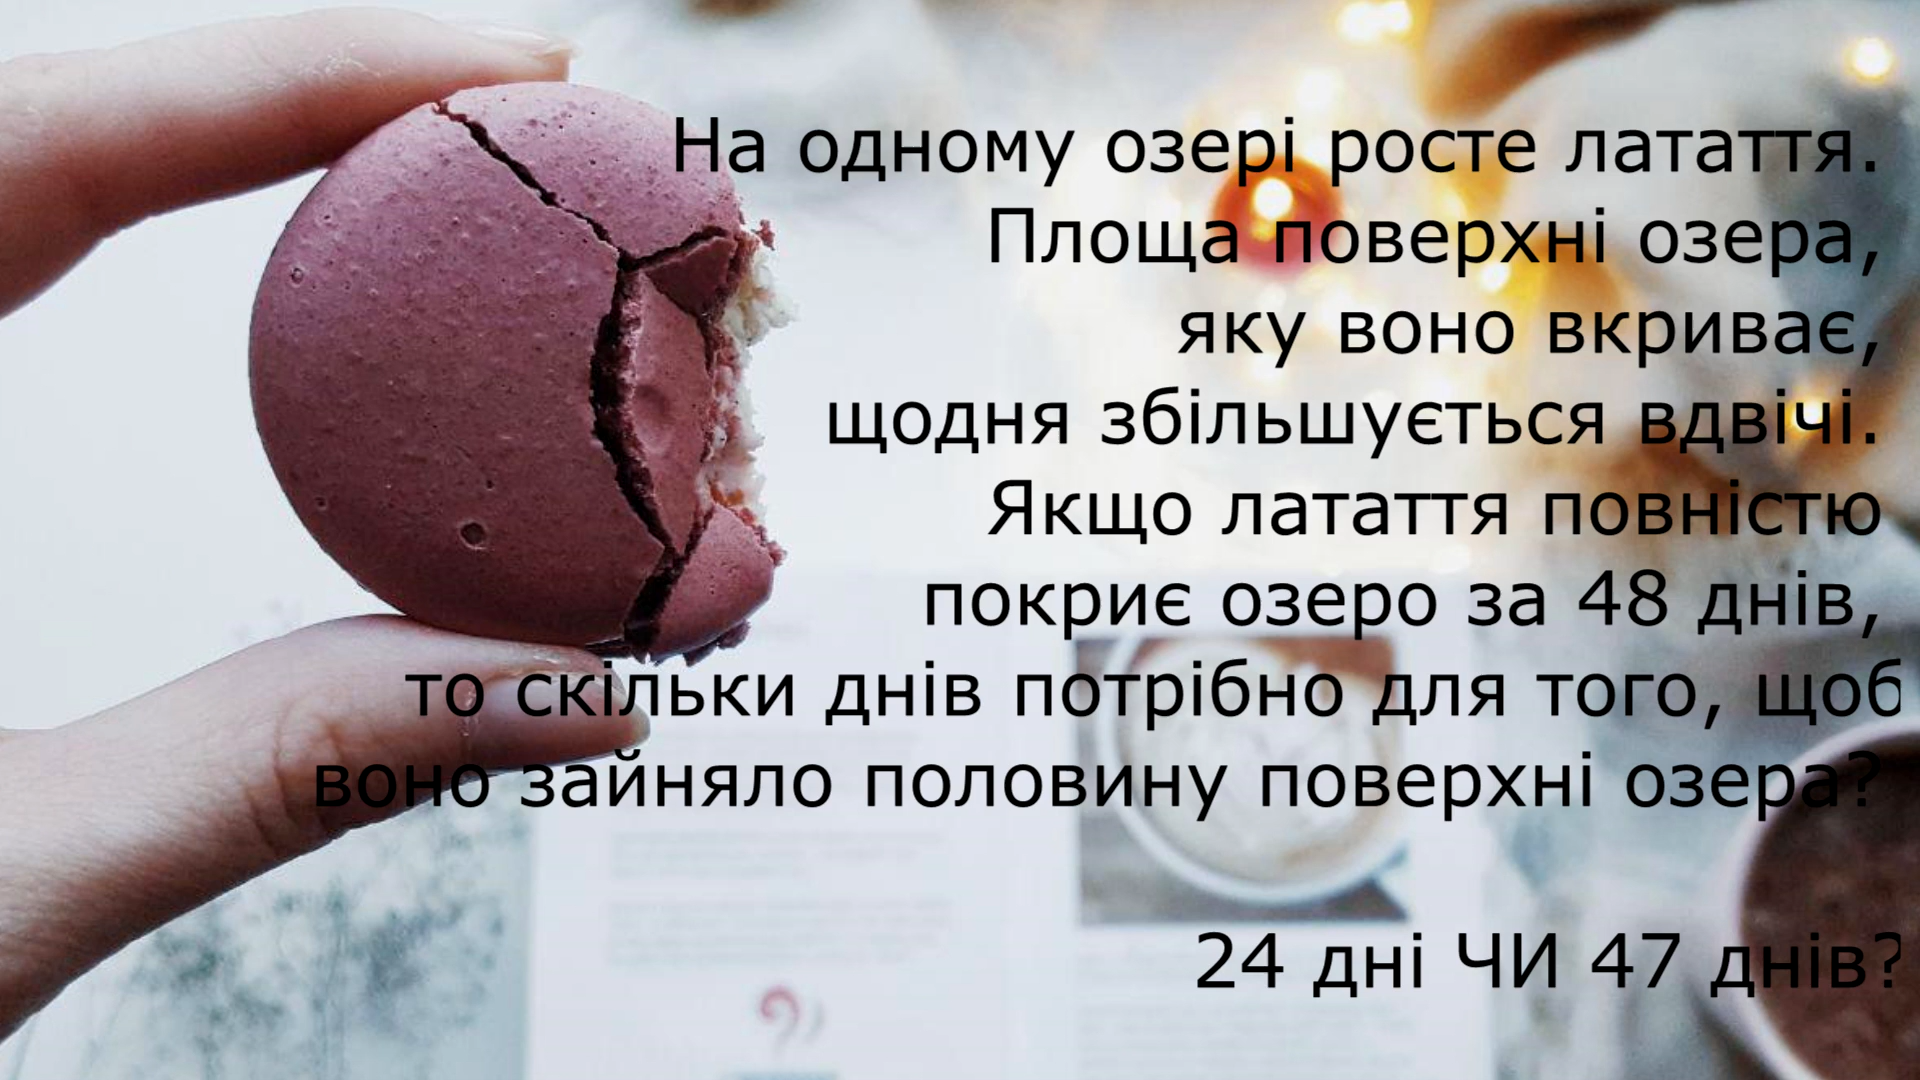 На одному озері росте латаття.
Площа поверхні озера,
яку воно вкриває,
щодня збільшується вдвічі.
Якщо латаття повністю
покриє озеро за 48 днів,
то скільки днів потрібно для того, щоб
воно зайняло половину поверхні озера?
24 дні ЧИ 47 днів?